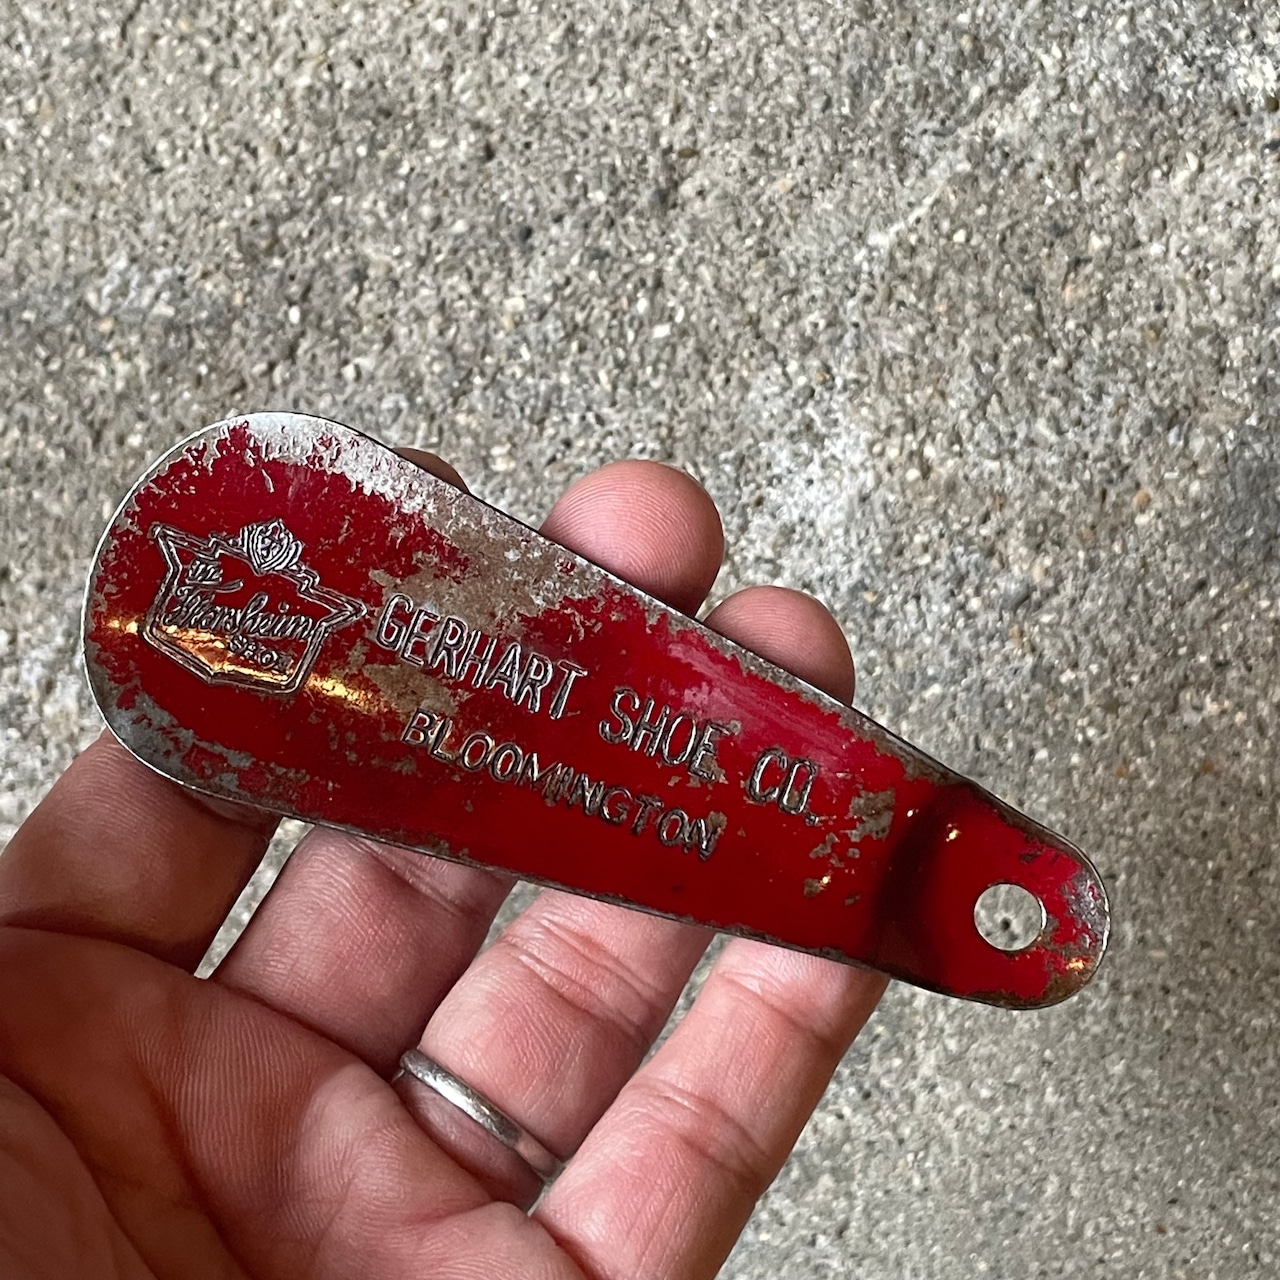 The
Florsheim
SHOE
GERHART SHOE CO.
BLOOMINGTON